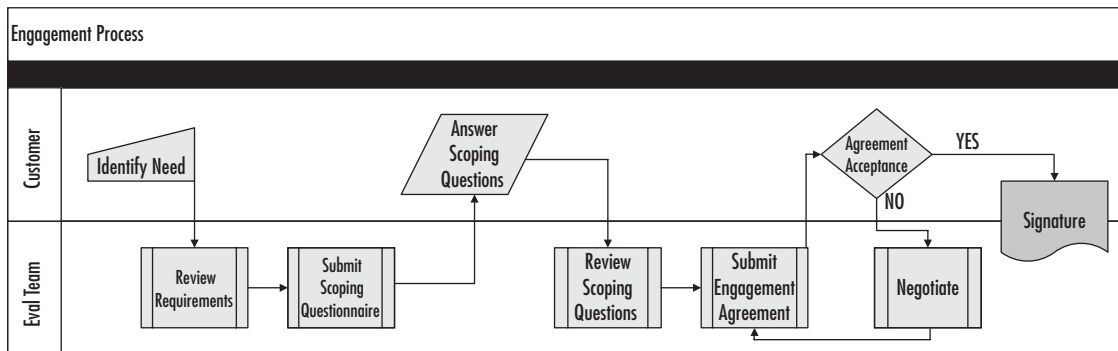 Engagement Process
Customer
Identify Need
Answer
Scoping
Questions
Agreement
Acceptance
YES
NO
Signature
Eval Team
Review
Requirements
Submit
Scoping
Questionnaire
Review
Scoping
Questions
Submit
Engagement
Agreement
Negotiate